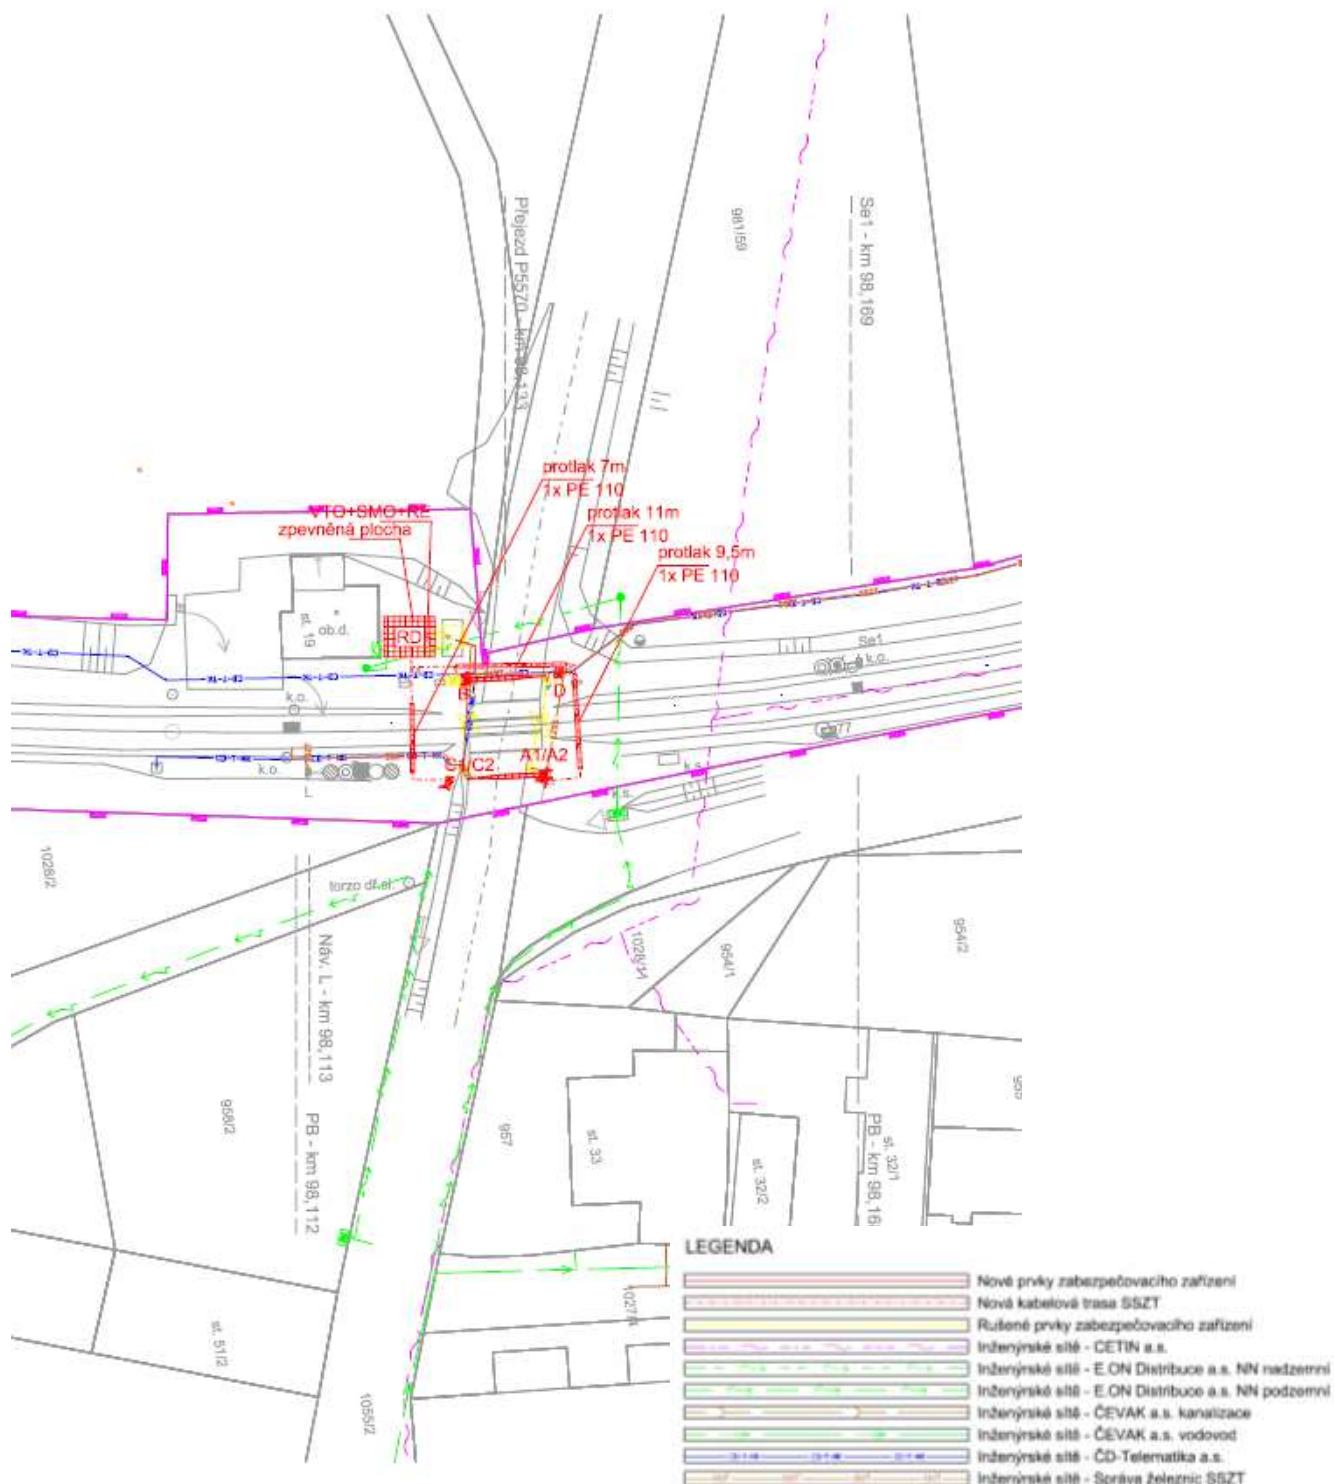 Přejezd P5570 - km 98,133
981/59
Se1 - km 98,169
protlak 7m
1x PE 110
VTO+SMO+RE
zpevněná plocha
protlak 11m
1x PE 110
protlak 9,5m
1x PE 110
st. 19
ob.d.
RD
Se1
k.o.
k.o.
B
D
77
A1/A2
C1/C2
k.o.
k.s.
k.s.
L
1028/2
torzo dř.el.
Náv. L - km 98,113
PB - km 98,112
1028/11
954/1
954/2
958/2
957
st. 33
st. 32/2
st. 32/1
PB - km 98,16
st. 51/2
1055/2
LEGENDA
Nové prvky zabezpečovacího zařízení
Nová kabelová trasa SSZT
Rušené prvky zabezpečovacího zařízení
Inženýrské sítě - CETIN a.s.
Inženýrské sítě - E.ON Distribuce a.s. NN nadzemní
Inženýrské sítě - E.ON Distribuce a.s. NN podzemní
Inženýrské sítě - ČEVAK a.s. kanalizace
Inženýrské sítě - ČEVAK a.s. vodovod
Inženýrské sítě - ČD-Telematika a.s.
Inženýrské sítě - Správa železnic SSZT